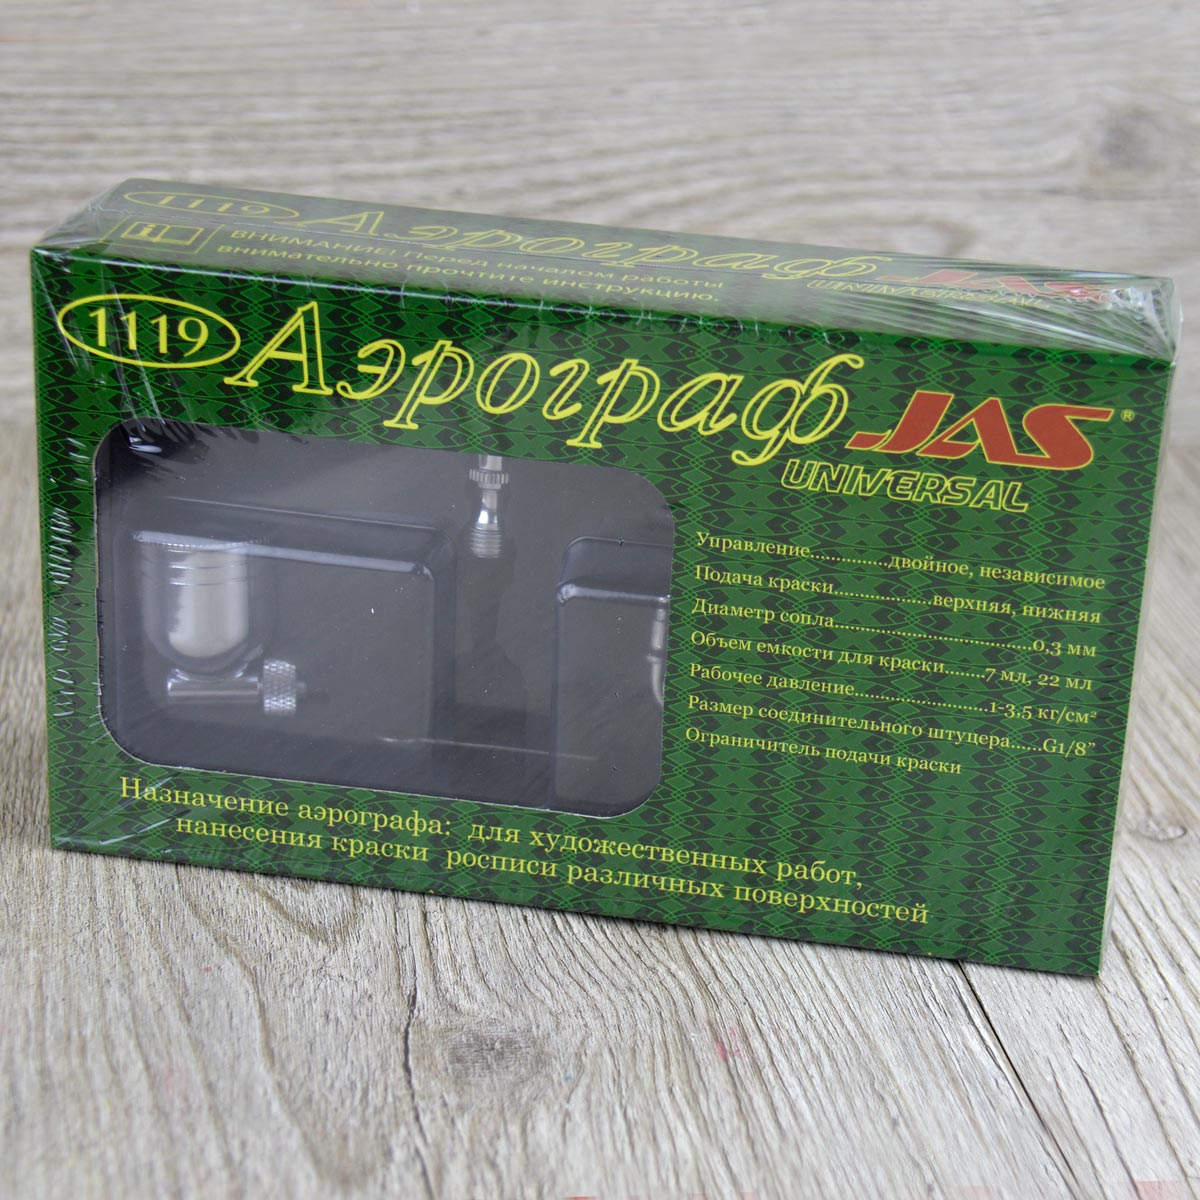 1119 Аэрограф JAS
UNIVERSAL
ВНИМАНИЕ! Перед началом работы
внимательно прочтите инструкцию.
1119 Аэрограф JAS®
UNIVERSAL
Управление...............двойное, независимое
Подача краски...................верхняя, нижняя
Диаметр сопла......................................0,3 мм
Объем емкости для краски........7 мл, 22 мл
Рабочее давление..........................1-3,5 кг/см²
Размер соединительного штуцера......G1/8”
Ограничитель подачи краски
Назначение аэрографа: для художественных работ,
нанесения краски росписи различных поверхностей